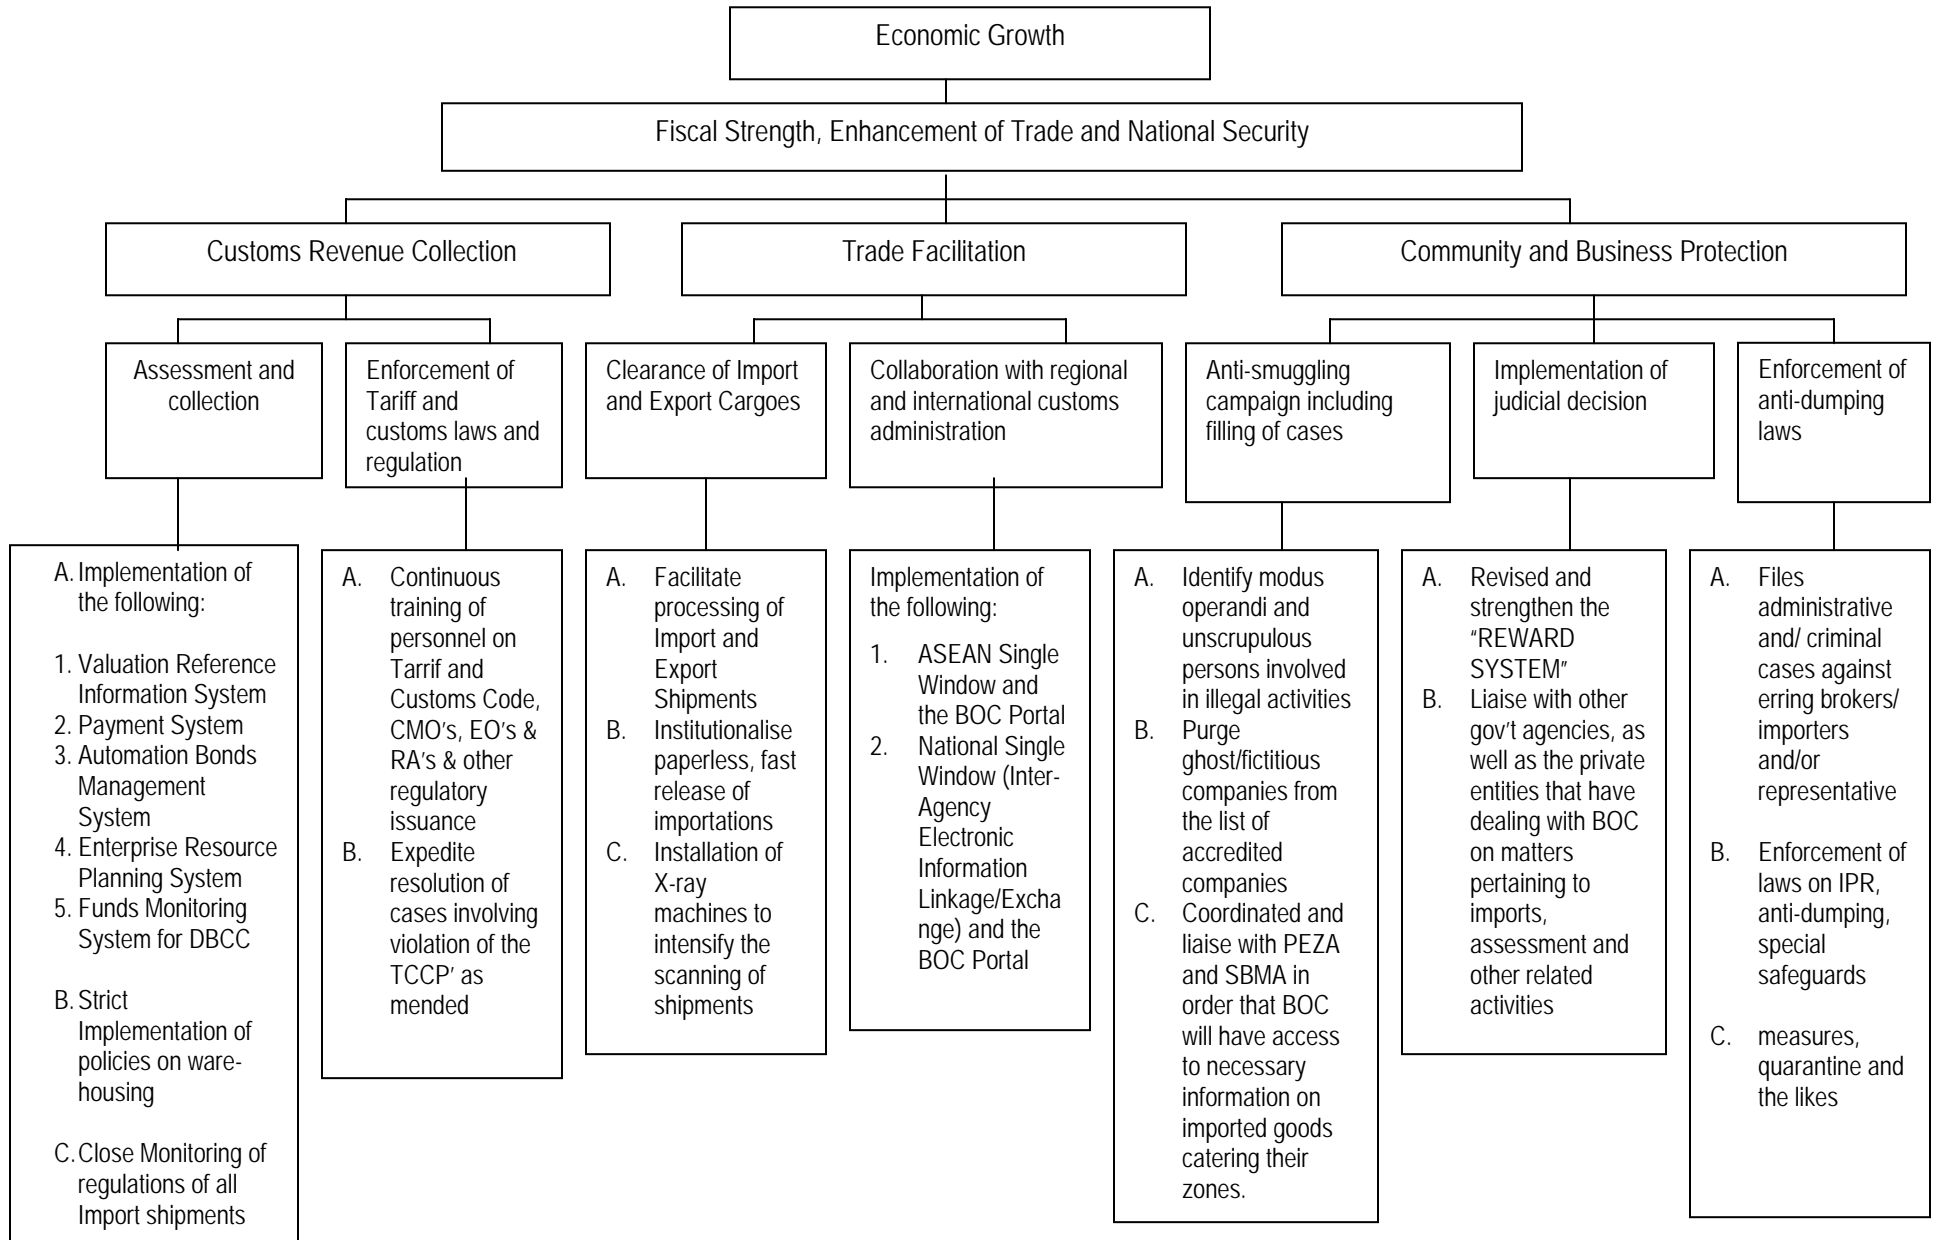 Economic Growth
Fiscal Strength, Enhancement of Trade and National Security
Customs Revenue Collection
Trade Facilitation
Community and Business Protection
Assessment and
collection
Enforcement of
Tariff and
customs laws and
regulation
Clearance of Import
and Export Cargoes
Collaboration with regional
and international customs
administration
Anti-smuggling
campaign including
filling of cases
Implementation of
judicial decision
Enforcement of
anti-dumping
laws
A. Implementation of
the following:
1. Valuation Reference
Information System
2. Payment System
3. Automation Bonds
Management
System
4. Enterprise Resource
Planning System
5. Funds Monitoring
System for DBCC
B. Strict
Implementation of
policies on ware-
housing
C. Close Monitoring of
regulations of all
Import shipments
A. Continuous
training of
personnel on
Tarrif and
Customs Code,
CMO's, EO's &
RA's & other
regulatory
issuance
B. Expedite
resolution of
cases involving
violation of the
TCCP' as
mended
A. Facilitate
processing of
Import and
Export
Shipments
B. Institutionalise
paperless, fast
release of
importations
C. Installation of
X-ray
machines to
intensify the
scanning of
shipments
Implementation of
the following:
1. ASEAN Single
Window and
the BOC Portal
2. National Single
Window (Inter-
Agency
Electronic
Information
Linkage/Excha
nge) and the
BOC Portal
A. Identify modus
operandi and
unscrupulous
persons involved
in illegal activities
B. Purge
ghost/fictitious
companies from
the list of
accredited
companies
C. Coordinated and
liaise with PEZA
and SBMA in
order that BOC
will have access
to necessary
information on
imported goods
catering their
zones.
A. Revised and
strengthen the
"REWARD
SYSTEM"
B. Liaise with other
gov't agencies, as
well as the private
entities that have
dealing with BOC
on matters
pertaining to
imports,
assessment and
other related
activities
A. Files
administrative
and/ criminal
cases against
erring brokers/
importers
and/or
representative
B. Enforcement of
laws on IPR,
anti-dumping,
special
safeguards
C. measures,
quarantine and
the likes